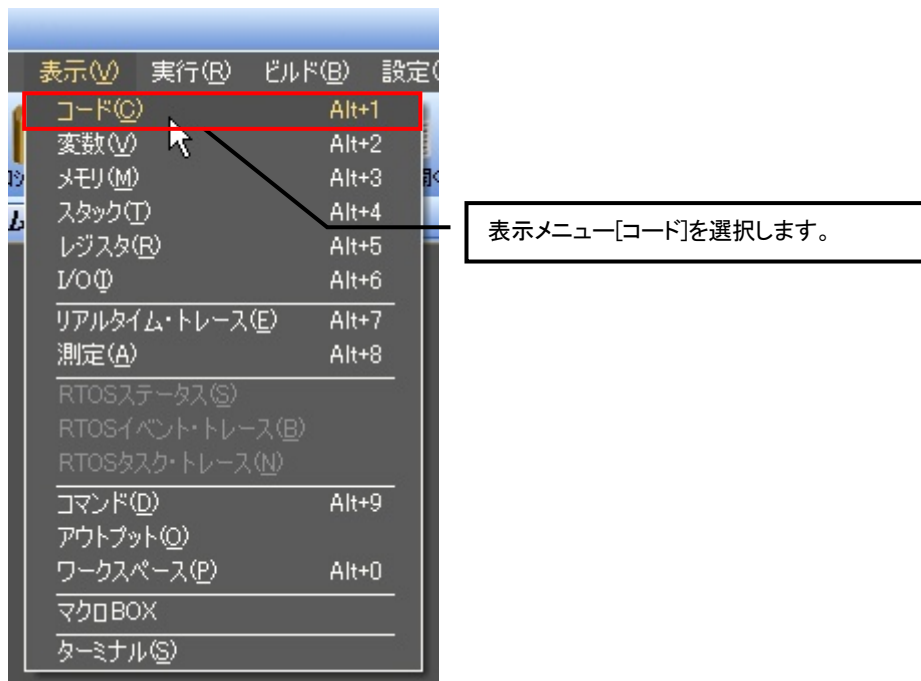 表示(V) 実行(R) ビルド(B) 設定(
コード(C) Alt+1
変数(V) Alt+2
メモリ(M) Alt+3
スタック(T) Alt+4
レジスタ(R) Alt+5
I/O(I) Alt+6
リアルタイム・トレース(E) Alt+7
測定(A) Alt+8
RTOSステータス(S)
RTOSイベント・トレース(B)
RTOSタスク・トレース(N)
コマンド(D) Alt+9
アウトプット(O)
ワークスペース(P) Alt+0
マクロBOX
ターミナル(S)
表示メニュー[コード]を選択します。